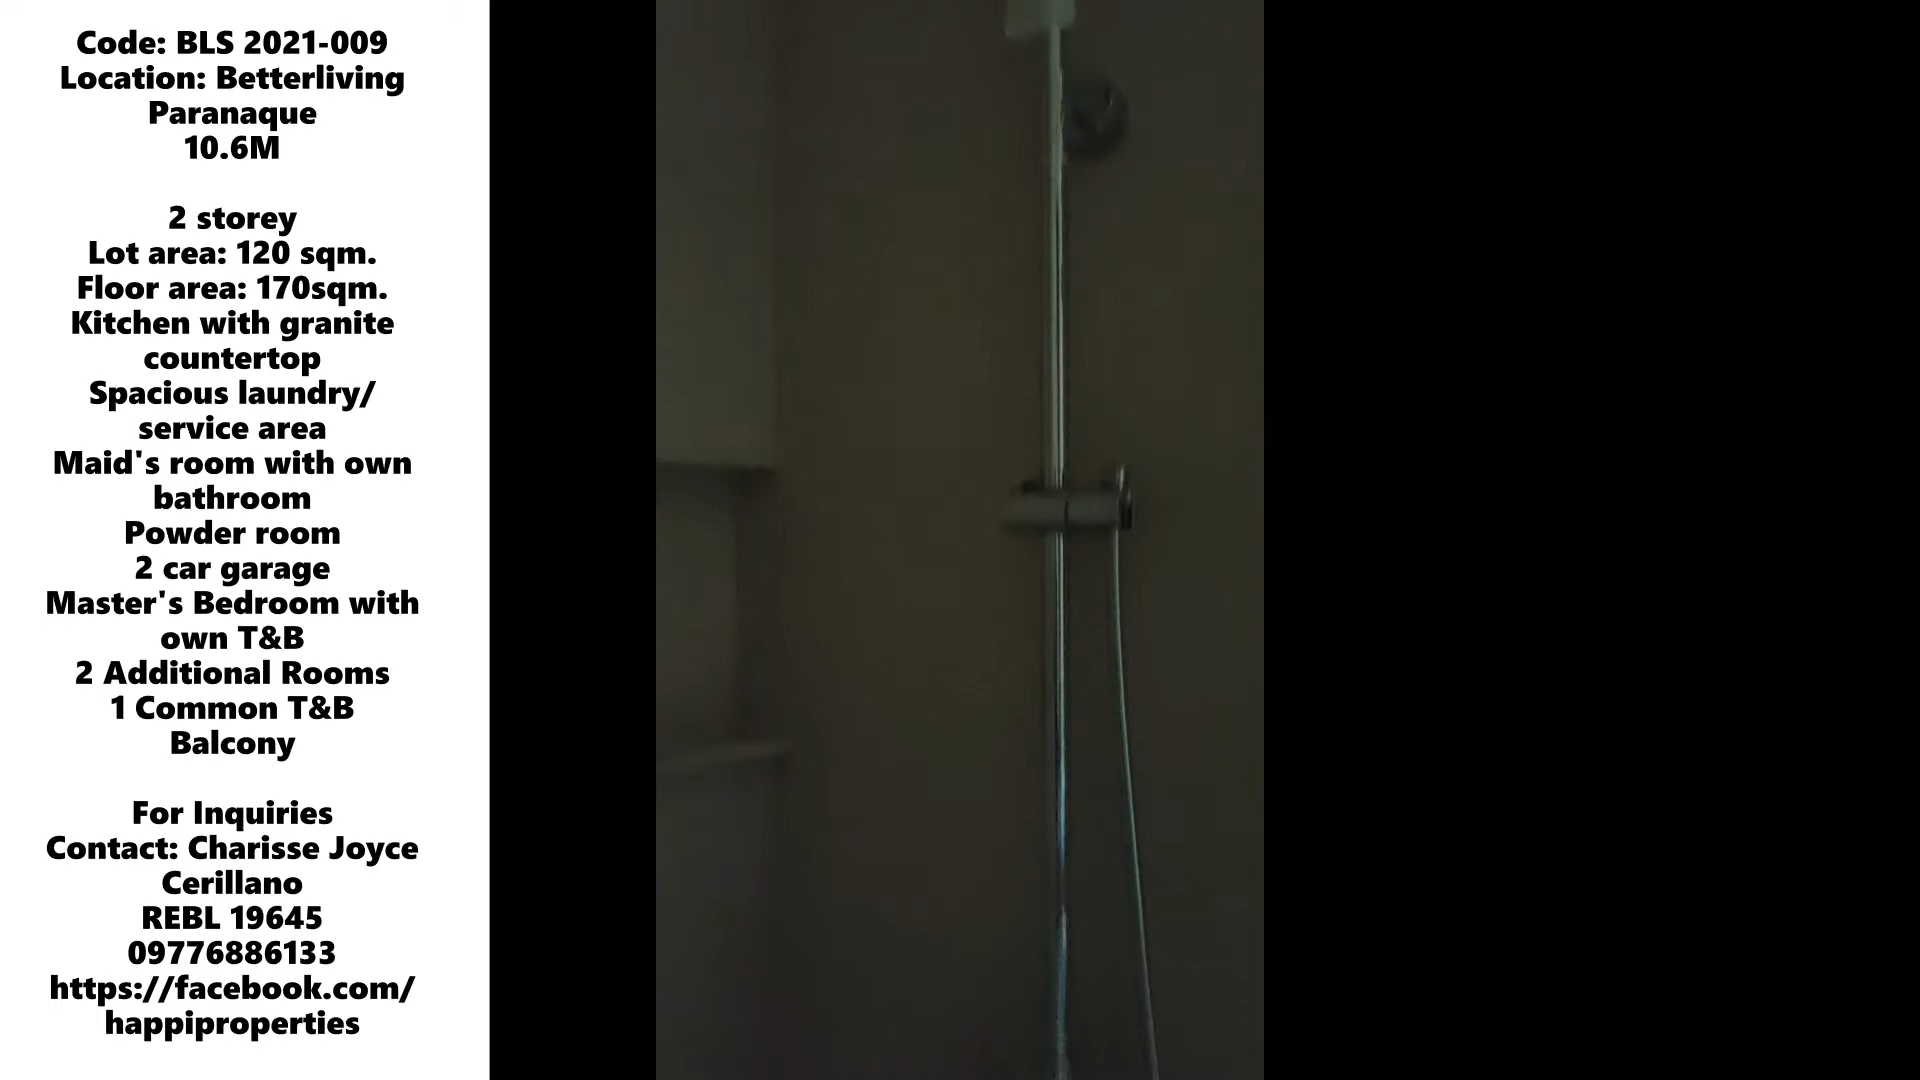 Code: BLS 2021-009
Location: Betterliving
Paranaque
10.6M
2 storey
Lot area: 120 sqm.
Floor area: 170sqm.
Kitchen with granite
countertop
Spacious laundry/
service area
Maid's room with own
bathroom
Powder room
2 car garage
Master's Bedroom with
own T&B
2 Additional Rooms
1 Common T&B
Balcony
For Inquiries
Contact: Charisse Joyce
Cerillano
REBL 19645
09776886133
https://facebook.com/
happiproperties